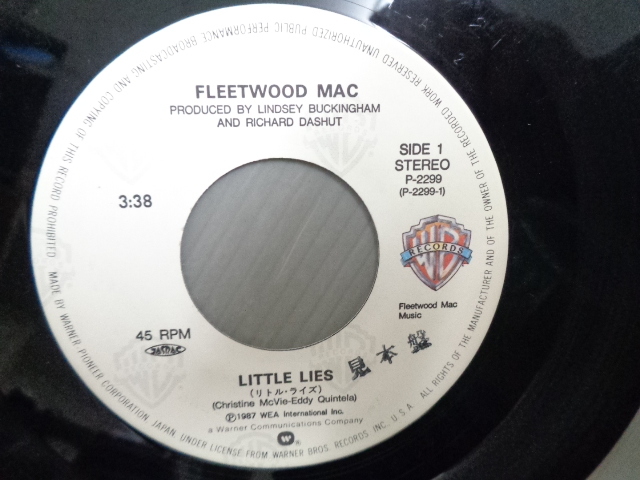 FLEETWOOD MAC
PRODUCED BY LINDSEY BUCKINGHAM
AND RICHARD DASHUT
SIDE 1
STEREO
P-2299
(P-2299-1)
3:38
WB
RECORDS
Fleetwood Mac
Music
45 RPM
LITTLE LIES
見本盤
(リトル・ライズ)
(Christine McVie-Eddy Quintela)
Ⓟ1987 WEA International Inc.
a Warner Communications Company
MADE BY WARNER PIONEER CORPORATION, JAPAN UNDER LICENSE FROM WARNER BROS. RECORDS INC., U.S.A. ALL RIGHTS OF THE MANUFACTURER AND OF THE OWNER OF THE RECORDED WORK RESERVED UNAUTHORIZED PUBLIC PERFORMANCE BROADCASTING AND COPYING OF THIS RECORD PROHIBITED